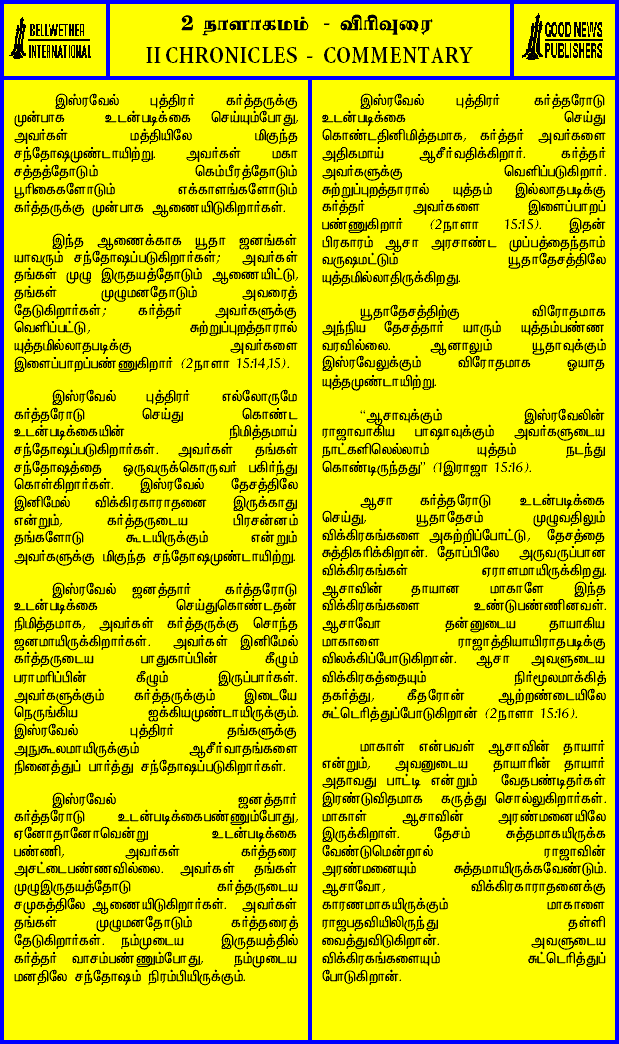 BELLWETHER
INTERNATIONAL
2 நாளாகமம் - விரிவுரை
II CHRONICLES - COMMENTARY
GOOD NEWS
PUBLISHERS
இஸ்ரவேல் புத்திரர் கர்த்தருக்கு
முன்பாக உடன்படிக்கை செய்யும்போது,
அவர்கள் மத்தியிலே மிகுந்த
சந்தோஷமுண்டாயிற்று. அவர்கள் மகா
சத்தத்தோடும் கெம்பீரத்தோடும்
பூரிகைகளோடும் எக்காளங்களோடும்
கர்த்தருக்கு முன்பாக ஆணையிடுகிறார்கள்.
இந்த ஆணைக்காக யூதா ஜனங்கள்
யாவரும் சந்தோஷப்படுகிறார்கள்; அவர்கள்
தங்கள் முழு இருதயத்தோடும் ஆணையிட்டு,
தங்கள் முழுமனதோடும் அவரைத்
தேடுகிறார்கள்; கர்த்தர் அவர்களுக்கு
வெளிப்பட்டு, சுற்றுப்புறத்தாரால்
யுத்தமில்லாதபடிக்கு அவர்களை
இளைப்பாறப்பண்ணுகிறார் (2நாளா 15:14,15).
இஸ்ரவேல் புத்திரர் எல்லோருமே
கர்த்தரோடு செய்து கொண்ட
உடன்படிக்கையின் நிமித்தமாய்
சந்தோஷப்படுகிறார்கள். அவர்கள் தங்கள்
சந்தோஷத்தை ஒருவருக்கொருவர் பகிர்ந்து
கொள்கிறார்கள். இஸ்ரவேல் தேசத்திலே
இனிமேல் விக்கிரகாராதனை இருக்காது
என்றும், கர்த்தருடைய பிரசன்னம்
தங்களோடு கூடயிருக்கும் என்றும்
அவர்களுக்கு மிகுந்த சந்தோஷமுண்டாயிற்று.
இஸ்ரவேல் ஜனத்தார் கர்த்தரோடு
உடன்படிக்கை செய்துகொண்டதன்
நிமித்தமாக, அவர்கள் கர்த்தருக்கு சொந்த
ஜனமாயிருக்கிறார்கள். அவர்கள் இனிமேல்
கர்த்தருடைய பாதுகாப்பின் கீழும்
பராமரிப்பின் கீழும் இருப்பார்கள்.
அவர்களுக்கும் கர்த்தருக்கும் இடையே
நெருங்கிய ஐக்கியமுண்டாயிருக்கும்.
இஸ்ரவேல் புத்திரர் தங்களுக்கு
அநுகூலமாயிருக்கும் ஆசீர்வாதங்களை
நினைத்துப் பார்த்து சந்தோஷப்படுகிறார்கள்.
இஸ்ரவேல் ஜனத்தார்
கர்த்தரோடு உடன்படிக்கைபண்ணும்போது,
ஏனோதானோவென்று உடன்படிக்கை
பண்ணி, அவர்கள் கர்த்தரை
அசட்டைபண்ணவில்லை. அவர்கள் தங்கள்
முழுஇருதயத்தோடு கர்த்தருடைய
சமுகத்திலே ஆணையிடுகிறார்கள். அவர்கள்
தங்கள் முழுமனதோடும் கர்த்தரைத்
தேடுகிறார்கள். நம்முடைய இருதயத்தில்
கர்த்தர் வாசம்பண்ணும்போது, நம்முடைய
மனதிலே சந்தோஷம் நிரம்பியிருக்கும்.
இஸ்ரவேல் புத்திரர் கர்த்தரோடு
உடன்படிக்கை செய்து
கொண்டதினிமித்தமாக, கர்த்தர் அவர்களை
அதிகமாய் ஆசீர்வதிக்கிறார். கர்த்தர்
அவர்களுக்கு வெளிப்படுகிறார்.
சுற்றுப்புறத்தாரால் யுத்தம் இல்லாதபடிக்கு
கர்த்தர் அவர்களை இளைப்பாறப்
பண்ணுகிறார் (2நாளா 15:15). இதன்
பிரகாரம் ஆசா அரசாண்ட முப்பத்தைந்தாம்
வருஷமட்டும் யூதாதேசத்திலே
யுத்தமில்லாதிருக்கிறது.
யூதாதேசத்திற்கு விரோதமாக
அந்நிய தேசத்தார் யாரும் யுத்தம்பண்ண
வரவில்லை. ஆனாலும் யூதாவுக்கும்
இஸ்ரவேலுக்கும் விரோதமாக ஓயாத
யுத்தமுண்டாயிற்று.
“ஆசாவுக்கும் இஸ்ரவேலின்
ராஜாவாகிய பாஷாவுக்கும் அவர்களுடைய
நாட்களிலெல்லாம் யுத்தம் நடந்து
கொண்டிருந்தது” (1இராஜா 15:16).
ஆசா கர்த்தரோடு உடன்படிக்கை
செய்து, யூதாதேசம் முழுவதிலும்
விக்கிரகங்களை அகற்றிப்போட்டு, தேசத்தை
சுத்திகரிக்கிறான். தோப்பிலே அருவருப்பான
விக்கிரகங்கள் ஏராளமாயிருக்கிறது.
ஆசாவின் தாயான மாகாளே இந்த
விக்கிரகங்களை உண்டுபண்ணினவள்.
ஆசாவோ தன்னுடைய தாயாகிய
மாகாளை ராஜாத்தியாயிராதபடிக்கு
விலக்கிப்போடுகிறான். ஆசா அவளுடைய
விக்கிரகத்தையும் நிர்மூலமாக்கித்
தகர்த்து, கீதரோன் ஆற்றண்டையிலே
சுட்டெரித்துப்போடுகிறான் (2நாளா 15:16).
மாகாள் என்பவள் ஆசாவின் தாயார்
என்றும், அவனுடைய தாயாரின் தாயார்
அதாவது பாட்டி என்றும் வேதபண்டிதர்கள்
இரண்டுவிதமாக கருத்து சொல்லுகிறார்கள்.
மாகாள் ஆசாவின் அரண்மனையிலே
இருக்கிறாள். தேசம் சுத்தமாகயிருக்க
வேண்டுமென்றால் ராஜாவின்
அரண்மனையும் சுத்தமாயிருக்கவேண்டும்.
ஆசாவோ, விக்கிரகாராதனைக்கு
காரணமாகயிருக்கும் மாகாளை
ராஜபதவியிலிருந்து தள்ளி
வைத்துவிடுகிறான். அவளுடைய
விக்கிரகங்களையும் சுட்டெரித்துப்
போடுகிறான்.